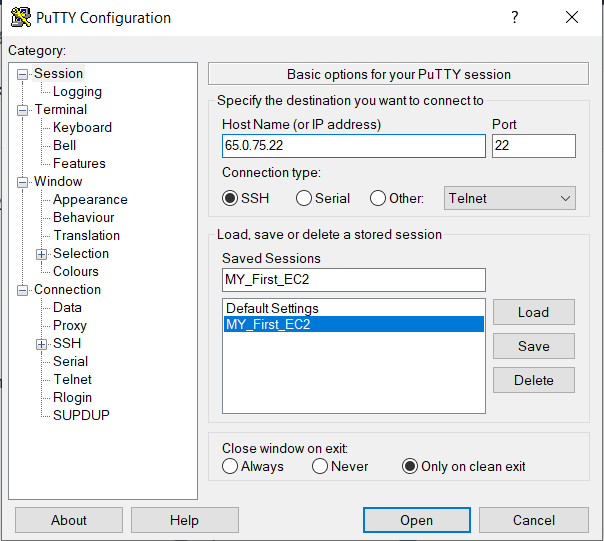 PuTTY Configuration
? ×
Category:
Session
Logging
Terminal
Keyboard
Bell
Features
Window
Appearance
Behaviour
Translation
Selection
Colours
Connection
Data
Proxy
SSH
Serial
Telnet
Rlogin
SUPDUP
Basic options for your PuTTY session
Specify the destination you want to connect to
Host Name (or IP address) Port
65.0.75.22 22
Connection type:
SSH Serial Other: Telnet
Load, save or delete a stored session
Saved Sessions
MY_First_EC2
Default Settings
MY_First_EC2
Load
Save
Delete
Close window on exit:
Always Never Only on clean exit
About Help Open Cancel